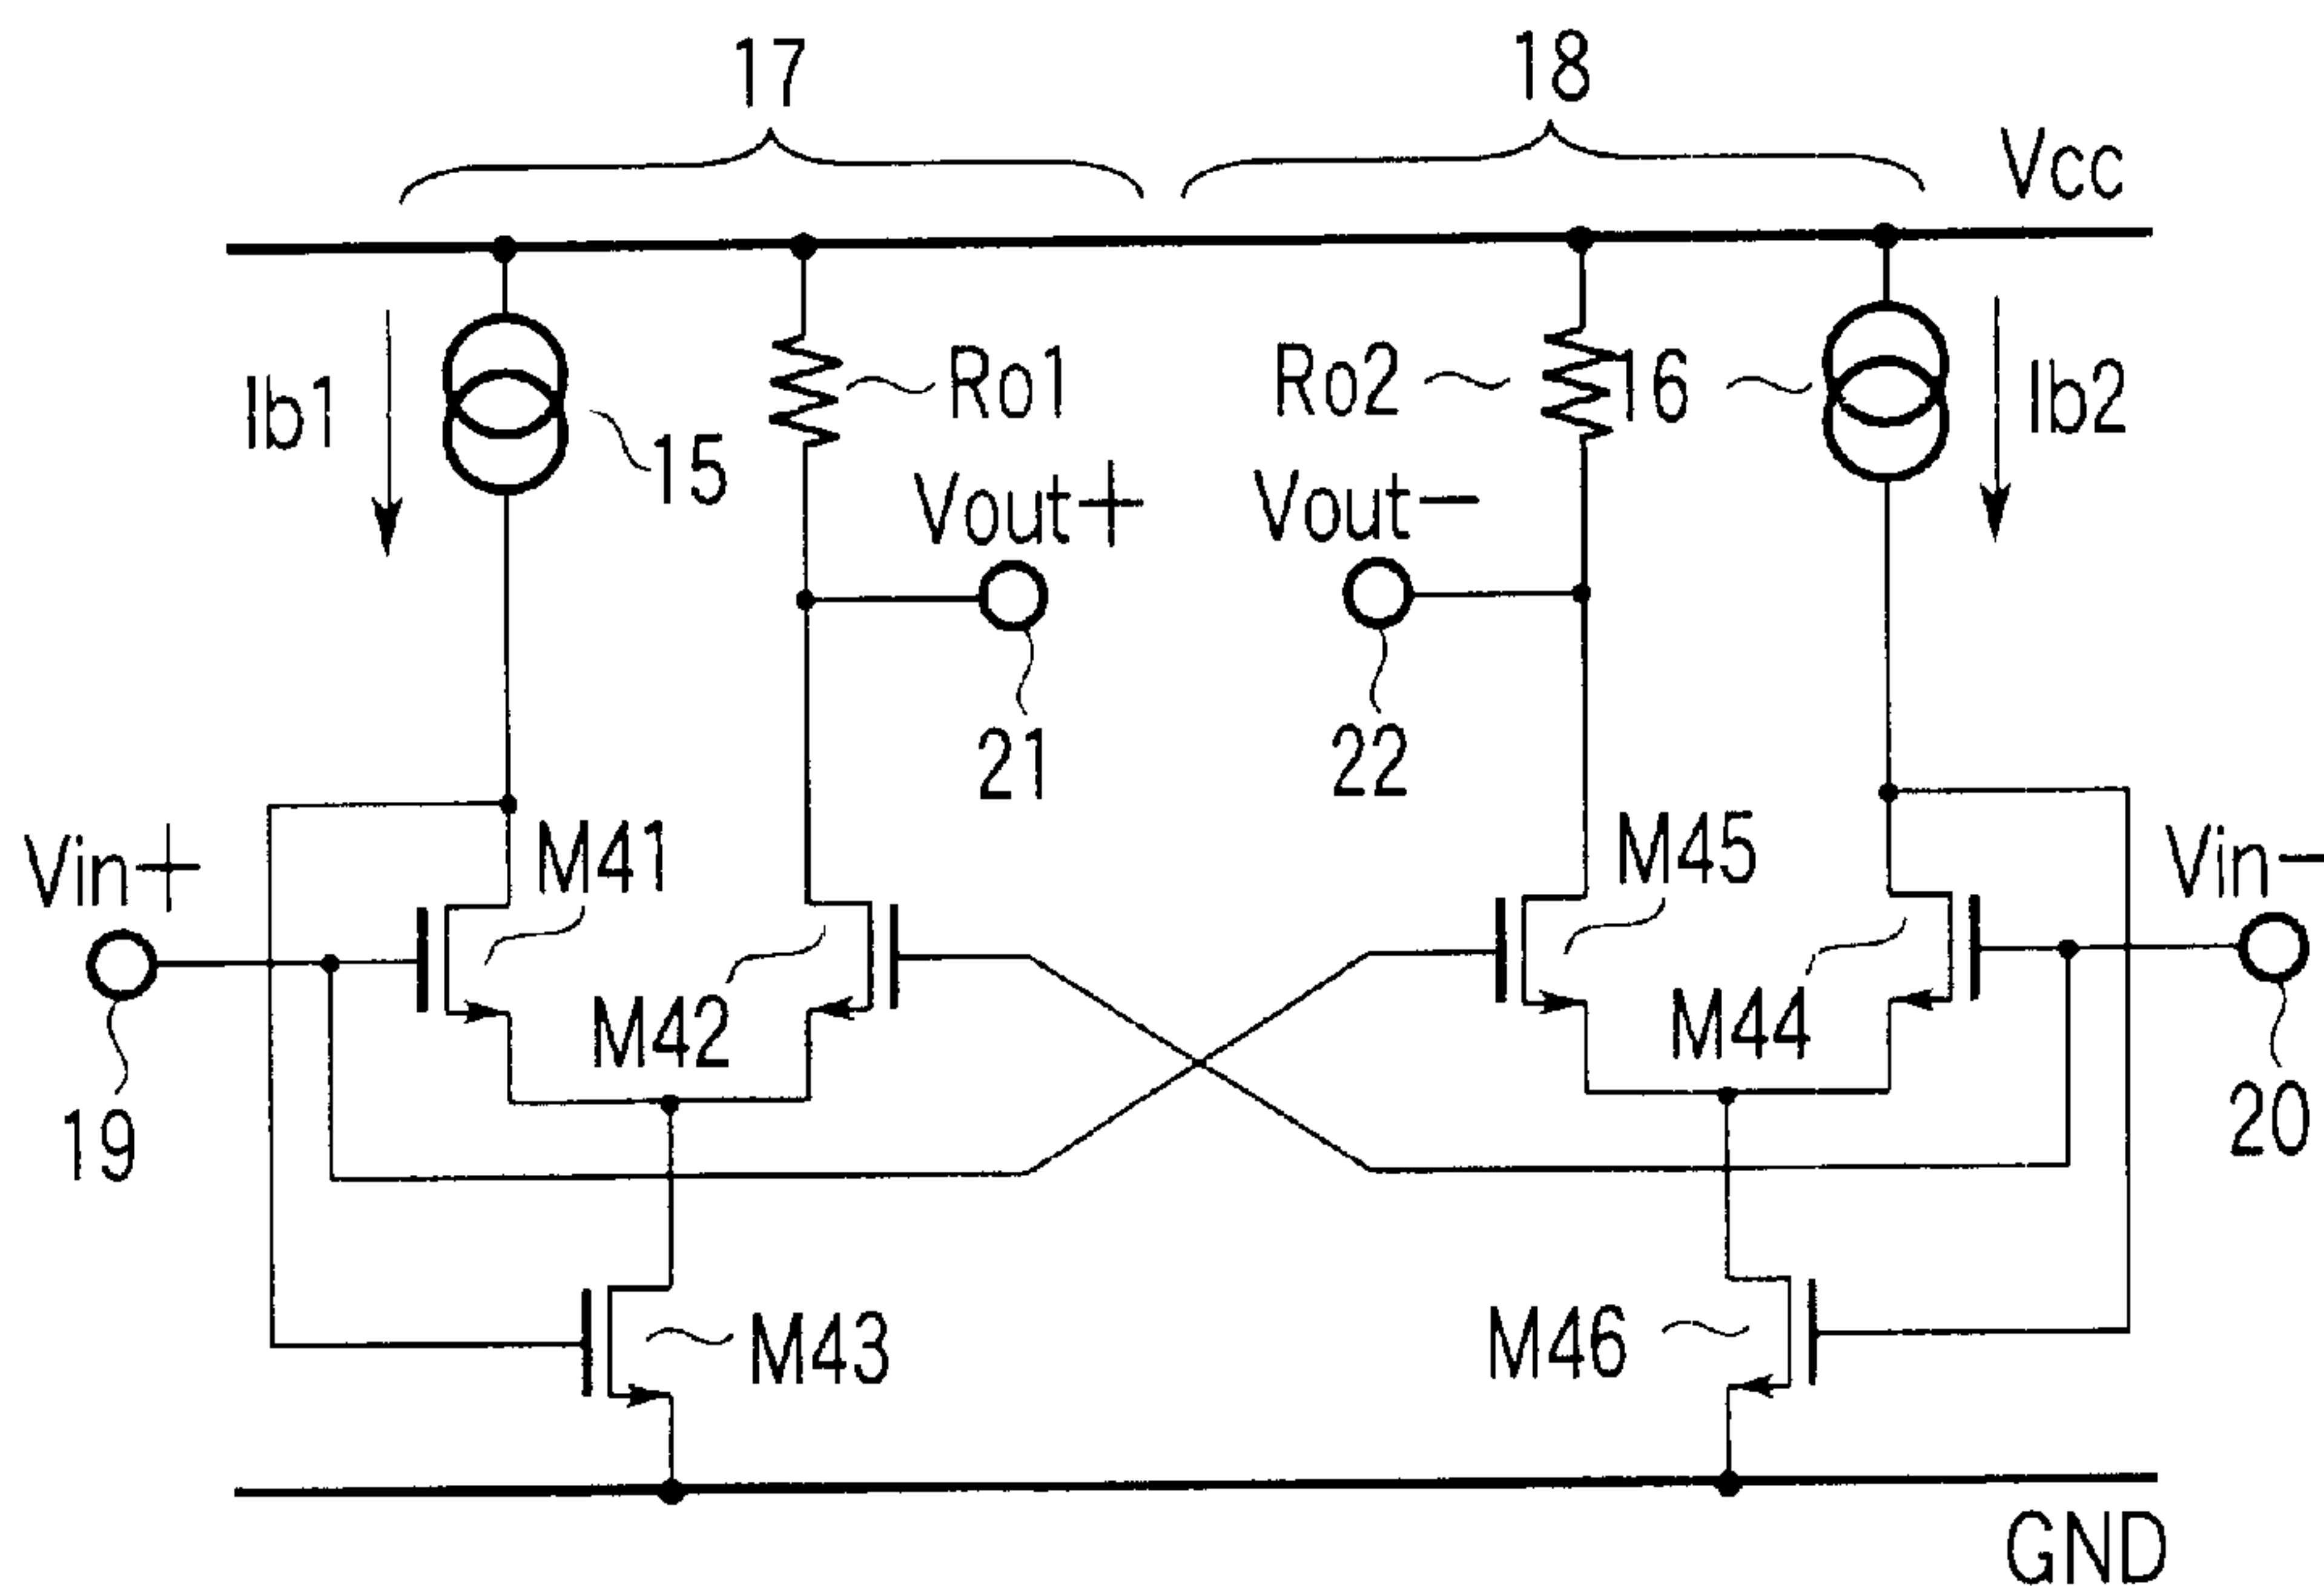 17
18
Vcc
Ib1
15
Ro1
Ro2
16
Ib2
Vout+
Vout−
21
22
Vin+
M41
M42
M45
M44
Vin−
19
20
M43
M46
GND